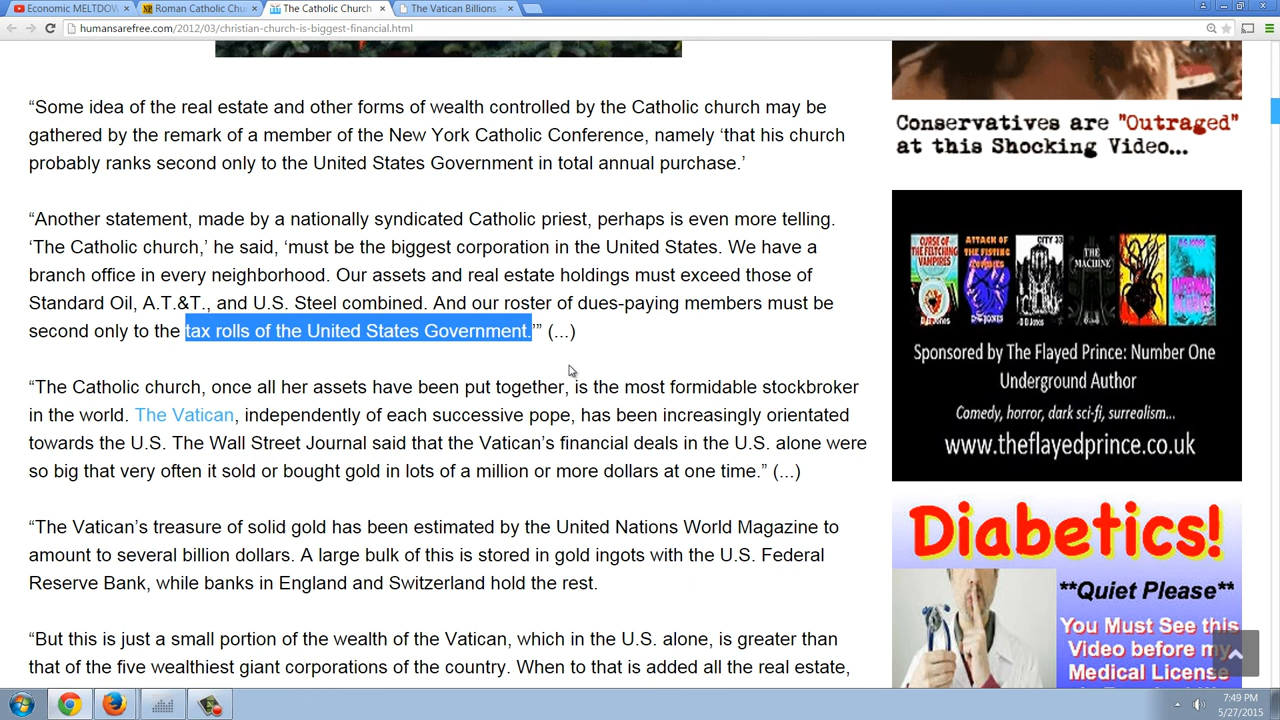 Economic MELTDOW
Roman Catholic Chu
The Catholic Church
The Vatican Billions -
humansarefree.com/2012/03/christian-church-is-biggest-financial.html
“Some idea of the real estate and other forms of wealth controlled by the Catholic church may be
gathered by the remark of a member of the New York Catholic Conference, namely ‘that his church
probably ranks second only to the United States Government in total annual purchase.’
“Another statement, made by a nationally syndicated Catholic priest, perhaps is even more telling.
‘The Catholic church,’ he said, ‘must be the biggest corporation in the United States. We have a
branch office in every neighborhood. Our assets and real estate holdings must exceed those of
Standard Oil, A.T.&T., and U.S. Steel combined. And our roster of dues-paying members must be
second only to the tax rolls of the United States Government.’” (...)
“The Catholic church, once all her assets have been put together, is the most formidable stockbroker
in the world. The Vatican, independently of each successive pope, has been increasingly orientated
towards the U.S. The Wall Street Journal said that the Vatican’s financial deals in the U.S. alone were
so big that very often it sold or bought gold in lots of a million or more dollars at one time.” (...)
“The Vatican’s treasure of solid gold has been estimated by the United Nations World Magazine to
amount to several billion dollars. A large bulk of this is stored in gold ingots with the U.S. Federal
Reserve Bank, while banks in England and Switzerland hold the rest.
“But this is just a small portion of the wealth of the Vatican, which in the U.S. alone, is greater than
that of the five wealthiest giant corporations of the country. When to that is added all the real estate,
Conservatives are "Outraged"
at this Shocking Video...
CURSE OF THE FELTCHING VAMPIRES
ATTACK OF THE FISTING
CITY 33
THE MACHINE
Sponsored by The Flayed Prince: Number One
Underground Author
Comedy, horror, dark sci-fi, surrealism...
www.theflayedprince.co.uk
Diabetics!
**Quiet Please**
You Must See this
Video before my
Medical License
7:49 PM
5/27/2015